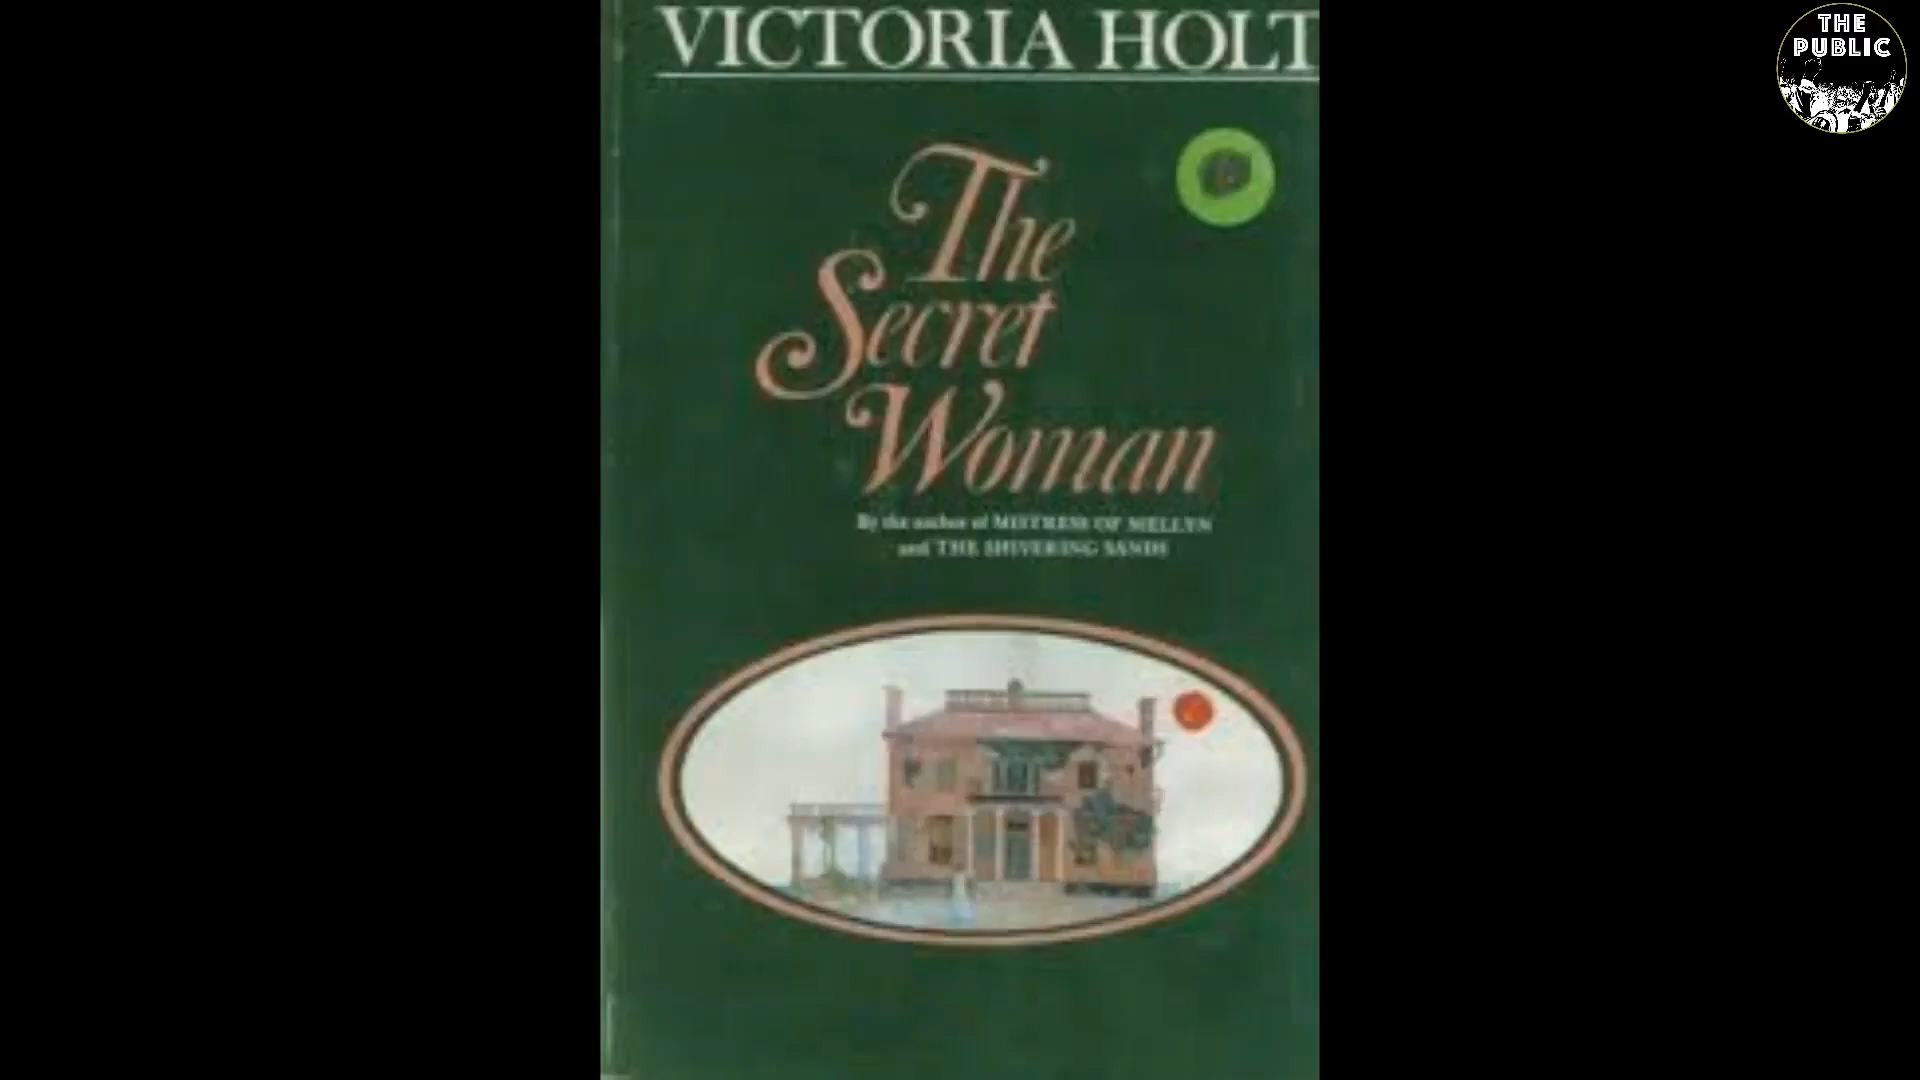 VICTORIA HOLT
The
Secret
Woman
By the author of MISTRESS OF MELLYN
and THE SHIVERING SANDS
THE
PUBLIC